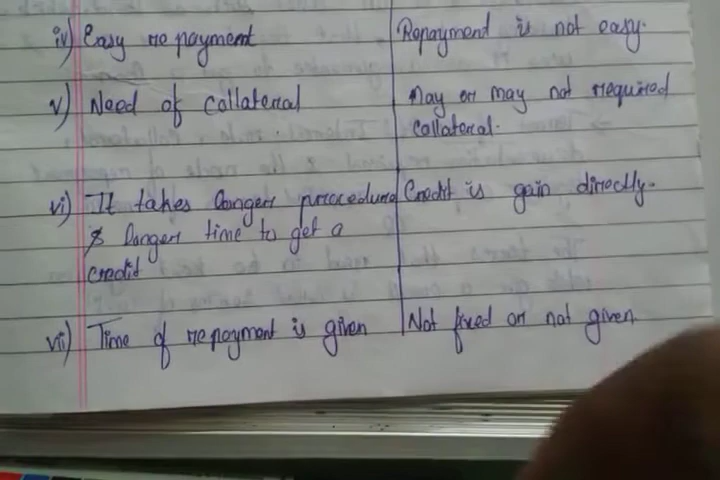 iv) Easy repayment | Repayment is not easy.
v) Need of collateral | May or may not required
collateral.
vi) It takes longer procedure | Credit is gain directly.
& longer time to get a
credit
vii) Time of repayment is given | Not fixed or not given